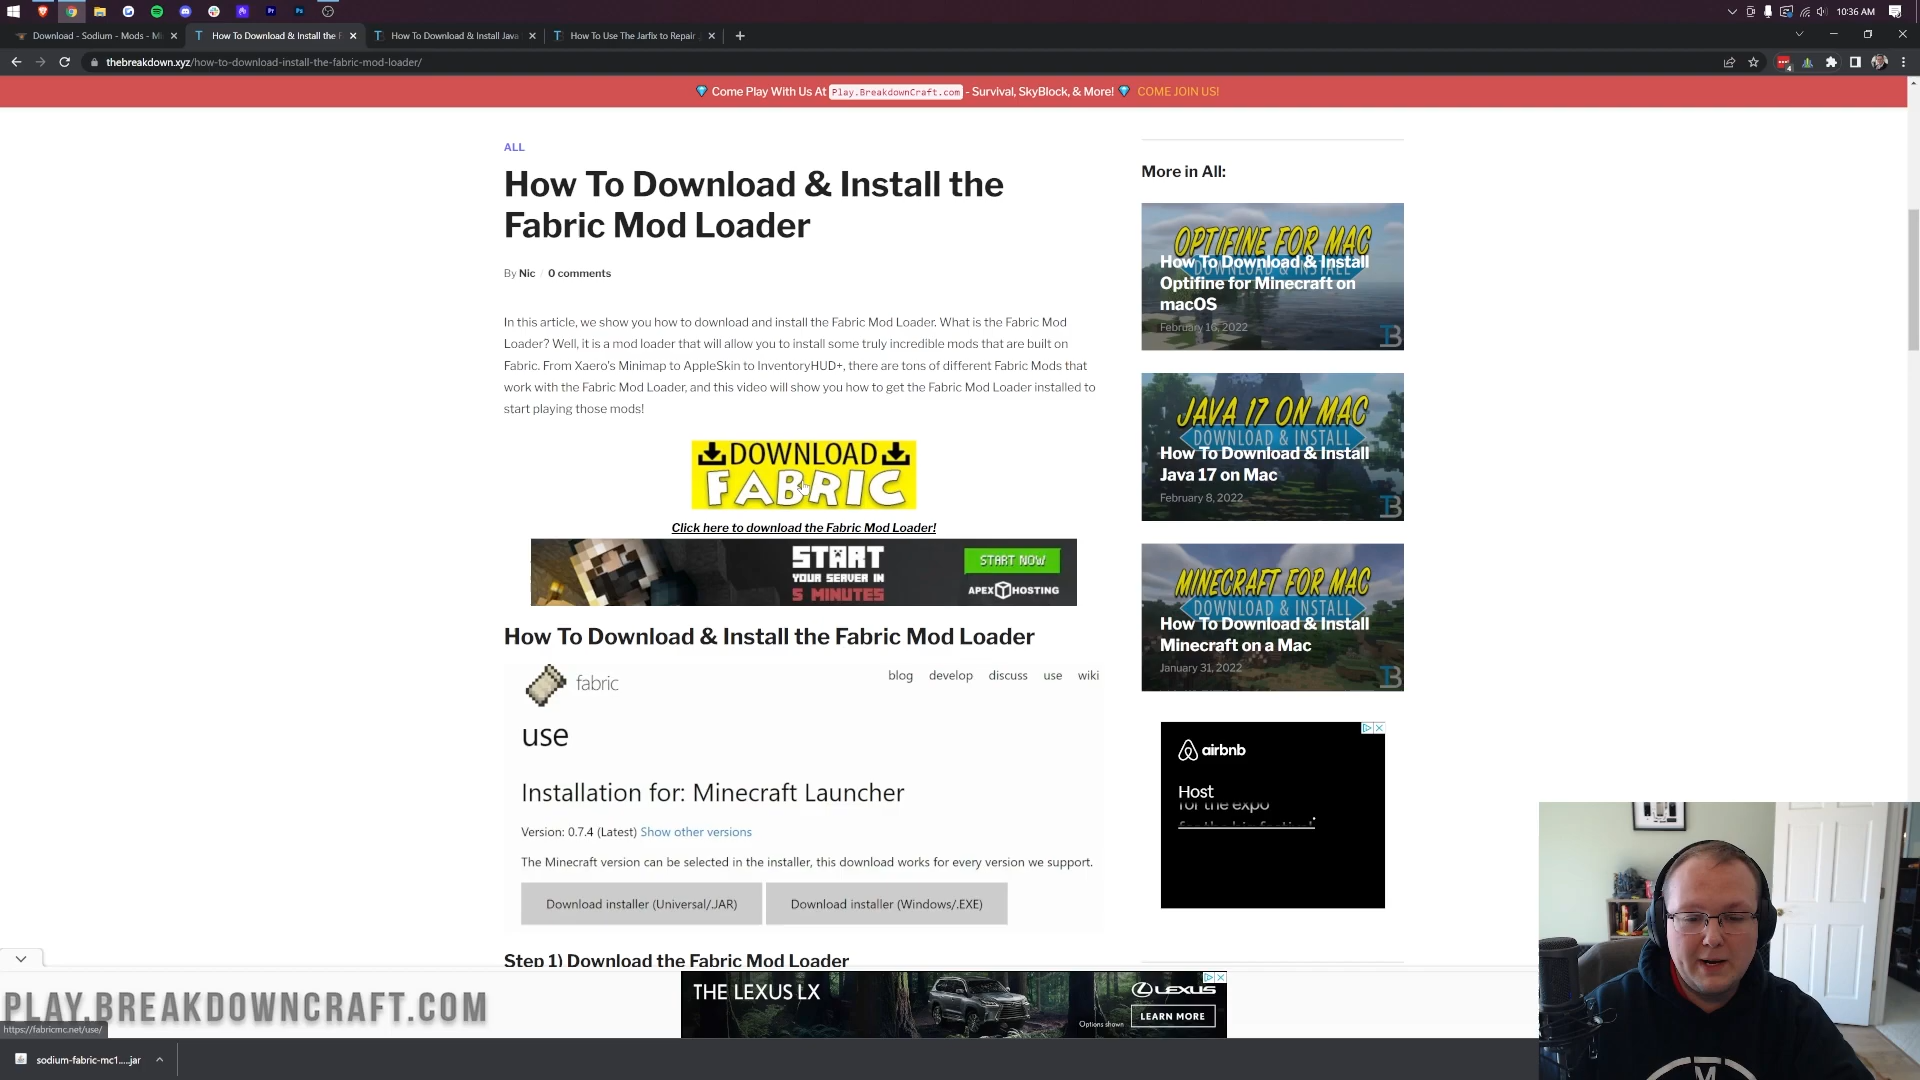 10:36 AM
Download - Sodium - Mods - Mi
How To Download & Install the F
How To Download & Install Java
How To Use The Jarfix to Repair
thebreakdown.xyz/how-to-download-install-the-fabric-mod-loader/
Come Play With Us At Play.BreakdownCraft.com - Survival, SkyBlock, & More! COME JOIN US!
ALL
How To Download & Install the
Fabric Mod Loader
By Nic / 0 comments
In this article, we show you how to download and install the Fabric Mod Loader. What is the Fabric Mod
Loader? Well, it is a mod loader that will allow you to install some truly incredible mods that are built on
Fabric. From Xaero's Minimap to AppleSkin to InventoryHUD+, there are tons of different Fabric Mods that
work with the Fabric Mod Loader, and this video will show you how to get the Fabric Mod Loader installed to
start playing those mods!
DOWNLOAD
FABRIC
Click here to download the Fabric Mod Loader!
START
YOUR SERVER IN
5 MINUTES
START NOW
APEX HOSTING
How To Download & Install the Fabric Mod Loader
fabric
blog develop discuss use wiki
use
Installation for: Minecraft Launcher
Version: 0.7.4 (Latest) Show other versions
The Minecraft version can be selected in the installer, this download works for every version we support.
Download installer (Universal/.JAR)
Download installer (Windows/.EXE)
Step 1) Download the Fabric Mod Loader
More in All:
OPTIFINE FOR MAC
DOWNLOAD & INSTALL
How To Download & Install
Optifine for Minecraft on
macOS
February 16, 2022
JAVA 17 ON MAC
DOWNLOAD & INSTALL
How To Download & Install
Java 17 on Mac
February 8, 2022
MINECRAFT FOR MAC
DOWNLOAD & INSTALL
How To Download & Install
Minecraft on a Mac
January 31, 2022
airbnb
Host
for the expo
THE LEXUS LX
LEXUS
Options shown
LEARN MORE
PLAY.BREAKDOWNCRAFT.COM
https://fabricmc.net/use/
sodium-fabric-mc1....jar